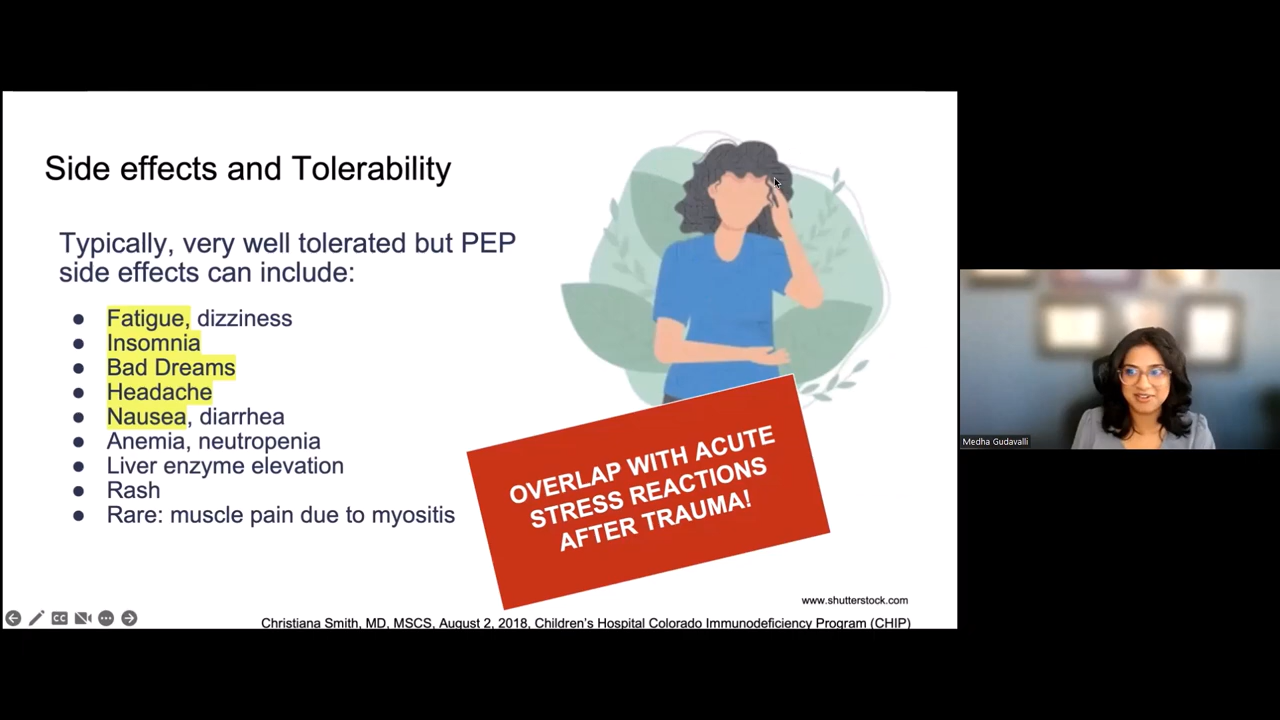 Side effects and Tolerability
Typically, very well tolerated but PEP
side effects can include:
● Fatigue, dizziness
● Insomnia
● Bad Dreams
● Headache
● Nausea, diarrhea
● Anemia, neutropenia
● Liver enzyme elevation
● Rash
● Rare: muscle pain due to myositis
OVERLAP WITH ACUTE
STRESS REACTIONS
AFTER TRAUMA!
www.shutterstock.com
Christiana Smith, MD, MSCS, August 2, 2018, Children’s Hospital Colorado Immunodeficiency Program (CHIP)
CC
Medha Gudavalli